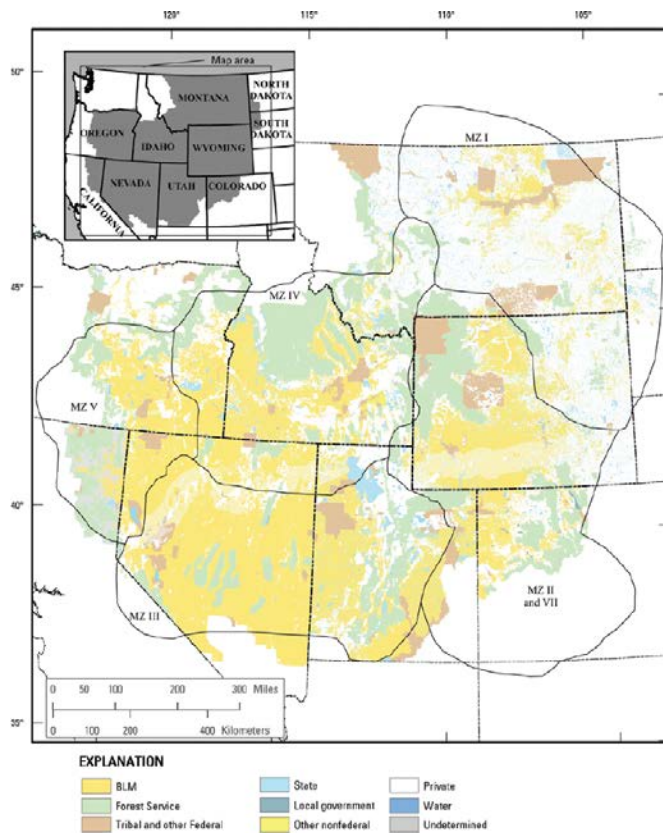 120° 115° 110° 105°
50°
Map area
NORTH
DAKOTA
MONTANA
SOUTH
DAKOTA
OREGON
IDAHO
WYOMING
NEVADA
UTAH
COLORADO
CALIFORNIA
MZ I
45°
MZ IV
MZ V
40°
MZ II
and VII
MZ III
0 50 100 200 300 Miles
0 100 200 400 Kilometers
35°
EXPLANATION
BLM State Private
Forest Service Local government Water
Tribal and other Federal Other nonfederal Undetermined